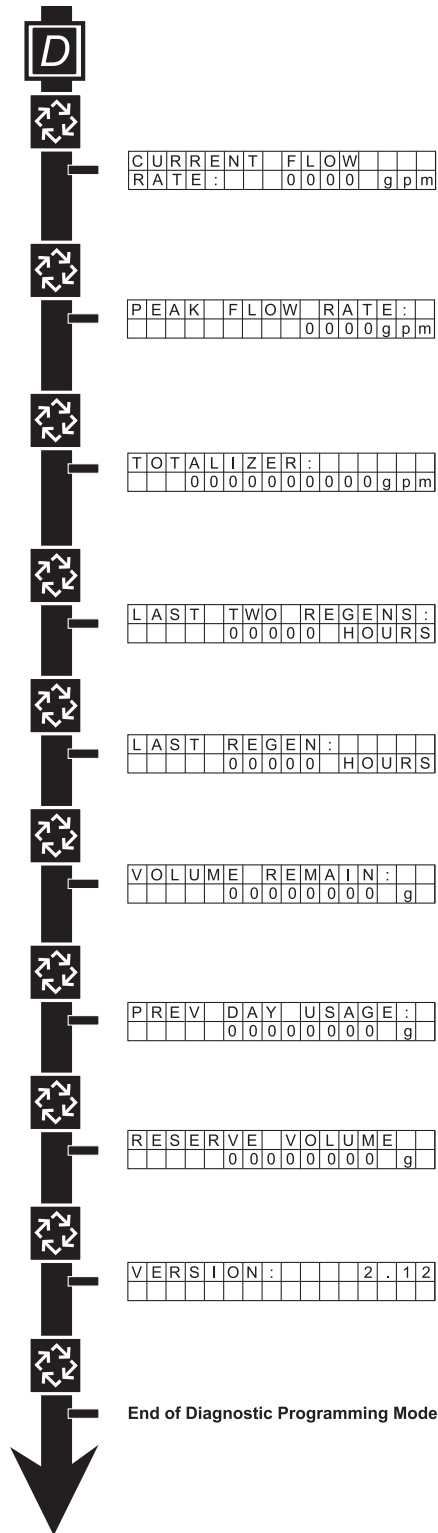 D
CURRENT FLOW
RATE: 0000 gpm
PEAK FLOW RATE:
0000gpm
TOTALIZER:
0000000000gpm
LAST TWO REGENS:
00000 HOURS
LAST REGEN:
00000 HOURS
VOLUME REMAIN:
00000000 g
PREV DAY USAGE:
00000000 g
RESERVE VOLUME
00000000 g
VERSION: 2.12
End of Diagnostic Programming Mode